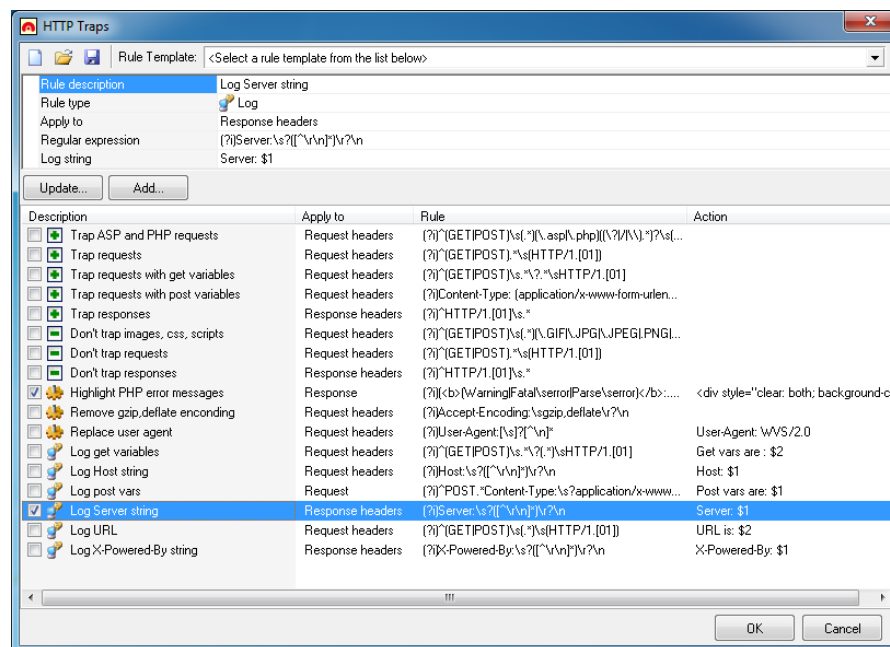 HTTP Traps
Rule Template: <Select a rule template from the list below>
Rule description Log Server string
Rule type Log
Apply to Response headers
Regular expression (?i)Server:\s?([^\r\n]*)\r?\n
Log string Server: $1
Update... Add...
Description Apply to Rule Action
Trap ASP and PHP requests Request headers (?i)^(GET|POST)\s(.*)(\.asp|\.php)((\?|/|\\).*)?\s(...
Trap requests Request headers (?i)^(GET|POST).*\s(HTTP/1.[01])
Trap requests with get variables Request headers (?i)^(GET|POST)\s.*\?.*\sHTTP/1.[01]
Trap requests with post variables Request headers (?i)Content-Type: (application/x-www-form-urlen...
Trap responses Response headers (?i)^HTTP/1.[01]\s.*
Don't trap images, css, scripts Request headers (?i)^(GET|POST)\s(.*)(\.GIF|\.JPG|\.JPEG|.PNG|...
Don't trap requests Request headers (?i)^(GET|POST).*\s(HTTP/1.[01])
Don't trap responses Response headers (?i)^HTTP/1.[01]\s.*
Highlight PHP error messages Response (?i)(<b>(Warning|Fatal\serror|Parse\serror)</b>:... <div style="clear: both; background-c
Remove gzip,deflate enconding Request headers (?i)Accept-Encoding:\sgzip,deflate\r?\n
Replace user agent Request headers (?i)User-Agent:[\s]?[^\n]* User-Agent: WVS/2.0
Log get variables Request headers (?i)^(GET|POST)\s.*\?(.*)\sHTTP/1.[01] Get vars are : $2
Log Host string Request headers (?i)Host:\s?([^\r\n]*)\r?\n Host: $1
Log post vars Request (?i)^POST.*Content-Type:\s?application/x-www... Post vars are: $1
Log Server string Response headers (?i)Server:\s?([^\r\n]*)\r?\n Server: $1
Log URL Request headers (?i)^(GET|POST)\s(.*)\s(HTTP/1.[01]) URL is: $2
Log X-Powered-By string Response headers (?i)X-Powered-By:\s?([^\r\n]*)\r?\n X-Powered-By: $1
OK Cancel